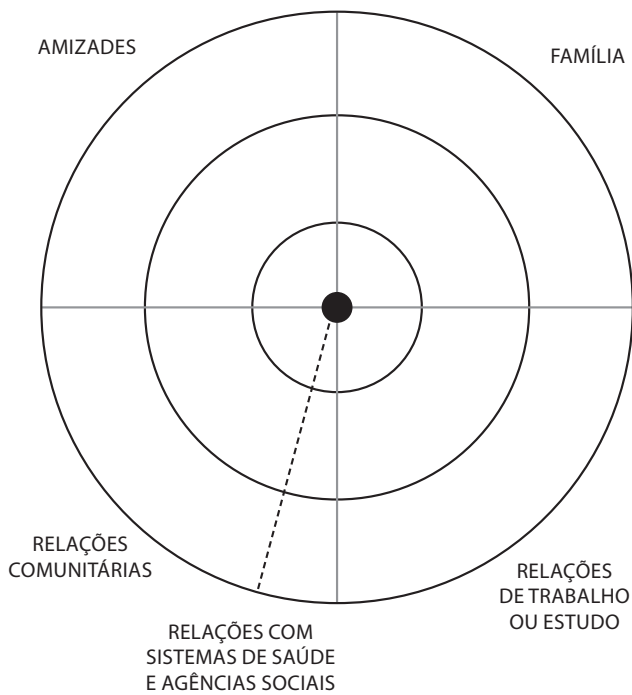 AMIZADES
FAMÍLIA
RELAÇÕES
COMUNITÁRIAS
RELAÇÕES
DE TRABALHO
OU ESTUDO
RELAÇÕES COM
SISTEMAS DE SAÚDE
E AGÊNCIAS SOCIAIS